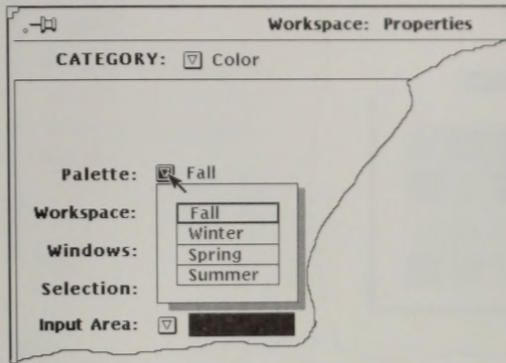 Workspace: Properties
CATEGORY: Color
Palette: Fall
Workspace:
Fall
Winter
Windows:
Spring
Summer
Selection:
Input Area: